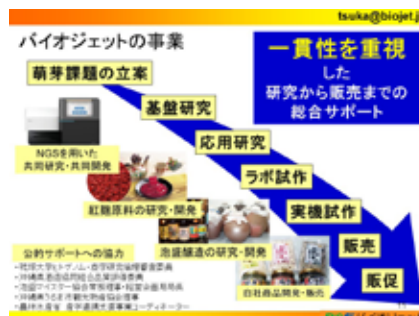 tsuka@biojet.j
バイオジェットの事業
一貫性を重視
した
研究から販売までの
総合サポート
萌芽課題の立案
基盤研究
応用研究
ラボ試作
実機試作
販売
販促
NGSを用いた
共同研究・共同開発
紅麹原料の研究・開発
泡盛醸造の研究・開発
自社商品開発・販売
公的サポートへの協力